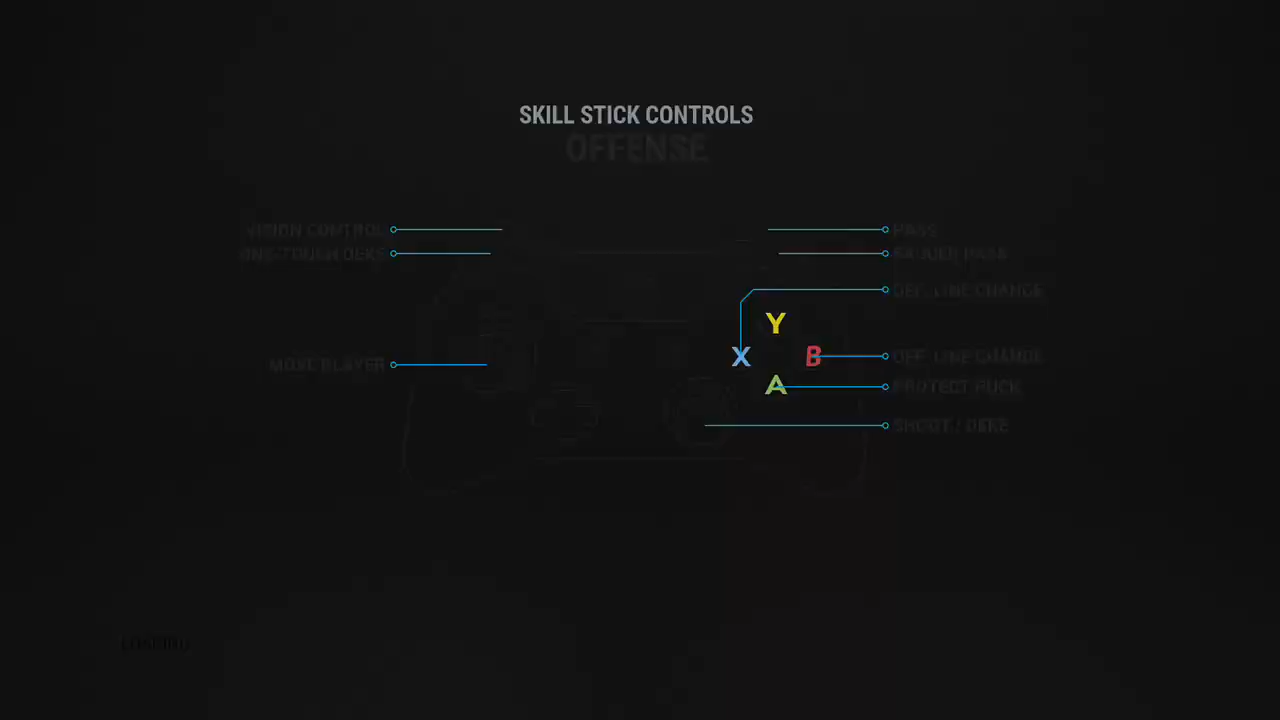 SKILL STICK CONTROLS
OFFENSE
VISION CONTROL
PASS
ONE-TOUCH DEKE
SAUCER PASS
DEF. LINE CHANGE
Y
X
B
OFF. LINE CHANGE
MOVE PLAYER
A
PROTECT PUCK
SHOOT / DEKE
LOADING